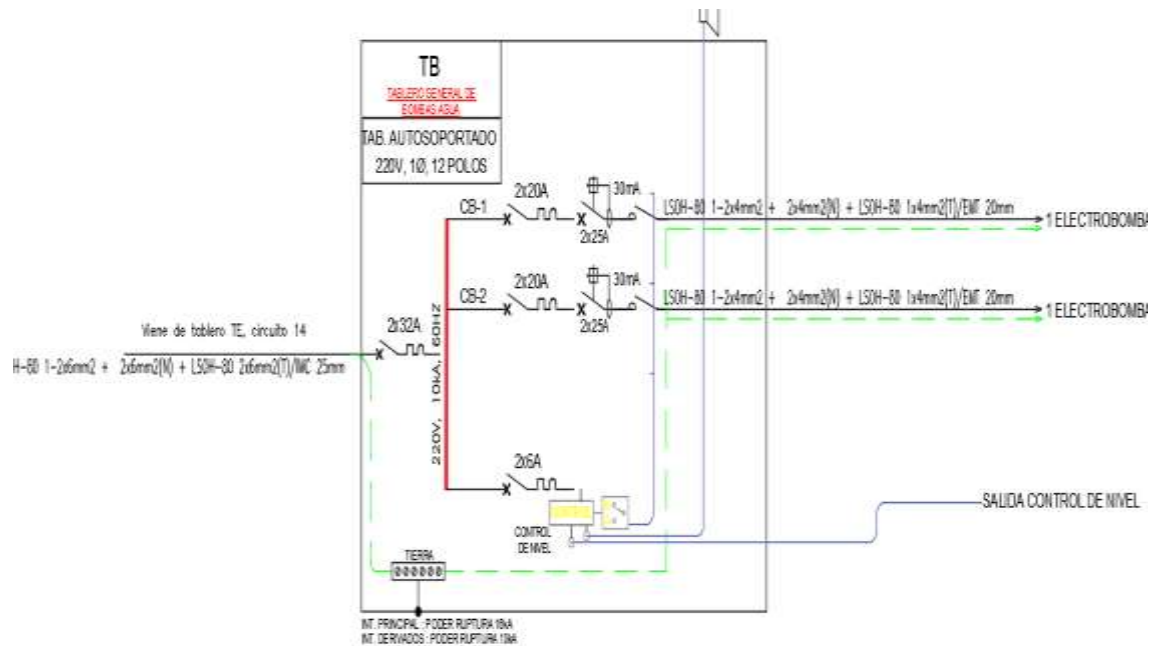 TB
TABLERO GENERAL DE
BOMBAS AGUA
TAB. AUTOSOPORTADO
220V, 1Ø, 12 POLOS
CB-1
2x20A
30mA
2x25A
LSOH-80 1-2x4mm2 + 2x4mm2(N) + LSOH-80 1x4mm2(T)/EMT 20mm
1 ELECTROBOMBA
CB-2
2x20A
30mA
2x25A
LSOH-80 1-2x4mm2 + 2x4mm2(N) + LSOH-80 1x4mm2(T)/EMT 20mm
1 ELECTROBOMBA
Viene de tablero TE, circuito 14
2x32A
H-80 1-2x6mm2 + 2x6mm2(N) + LSOH-80 2x6mm2(T)/IMC 25mm
220V, 10kA, 60HZ
2x6A
CONTROL
DE NIVEL
SALIDA CONTROL DE NIVEL
TIERRA
INT. PRINCIPAL : PODER RUPTURA
INT. DERIVADOS : PODER RUPTURA 10kA